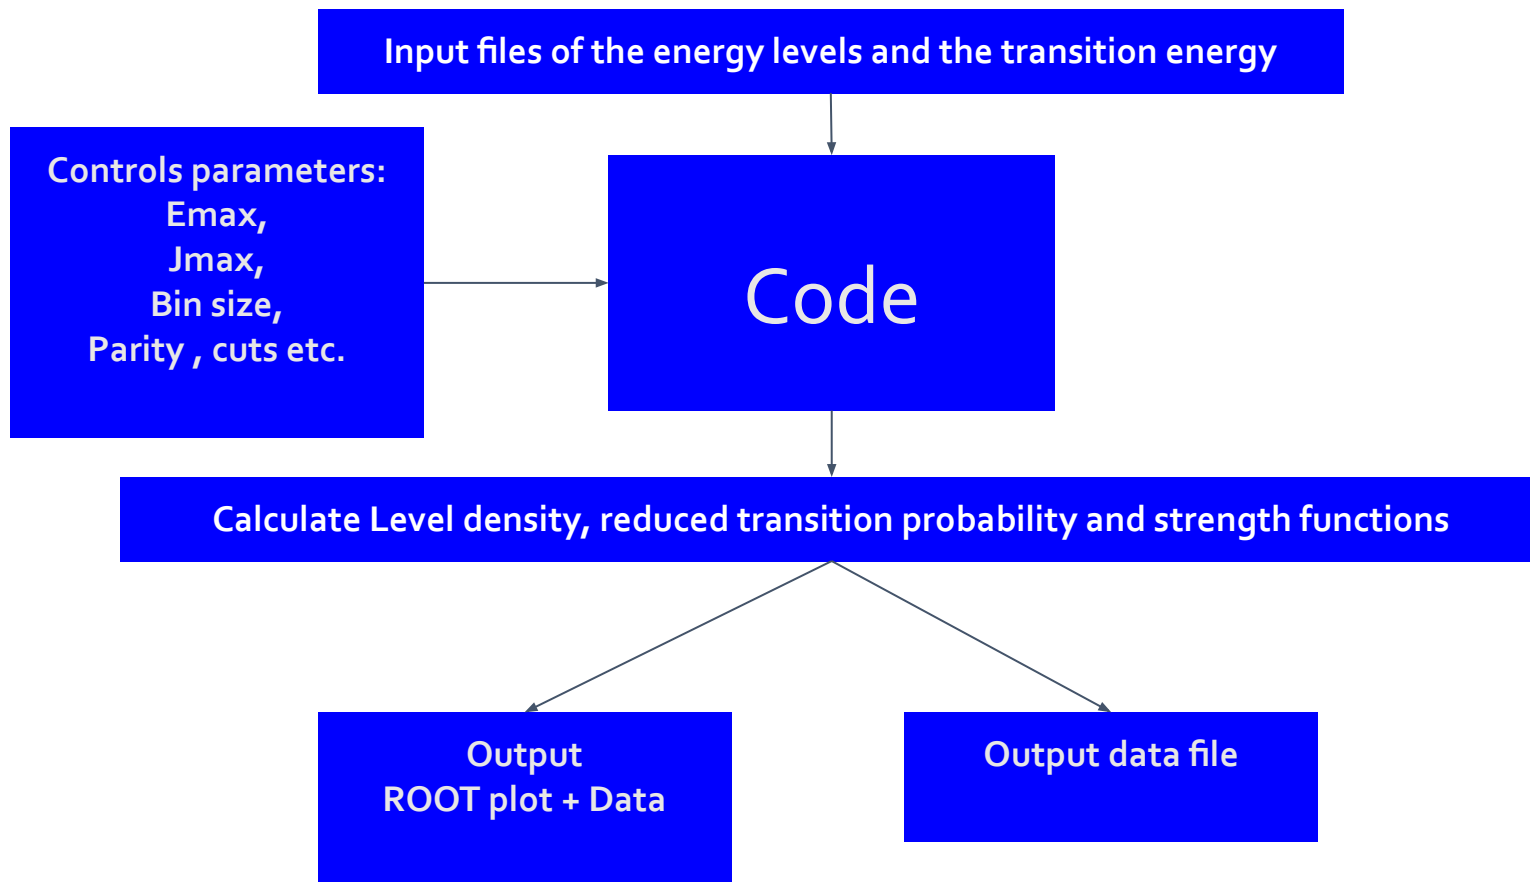 Input files of the energy levels and the transition energy
Controls parameters:
Emax,
Jmax,
Bin size,
Parity , cuts etc.
Code
Calculate Level density, reduced transition probability and strength functions
Output
ROOT plot + Data
Output data file